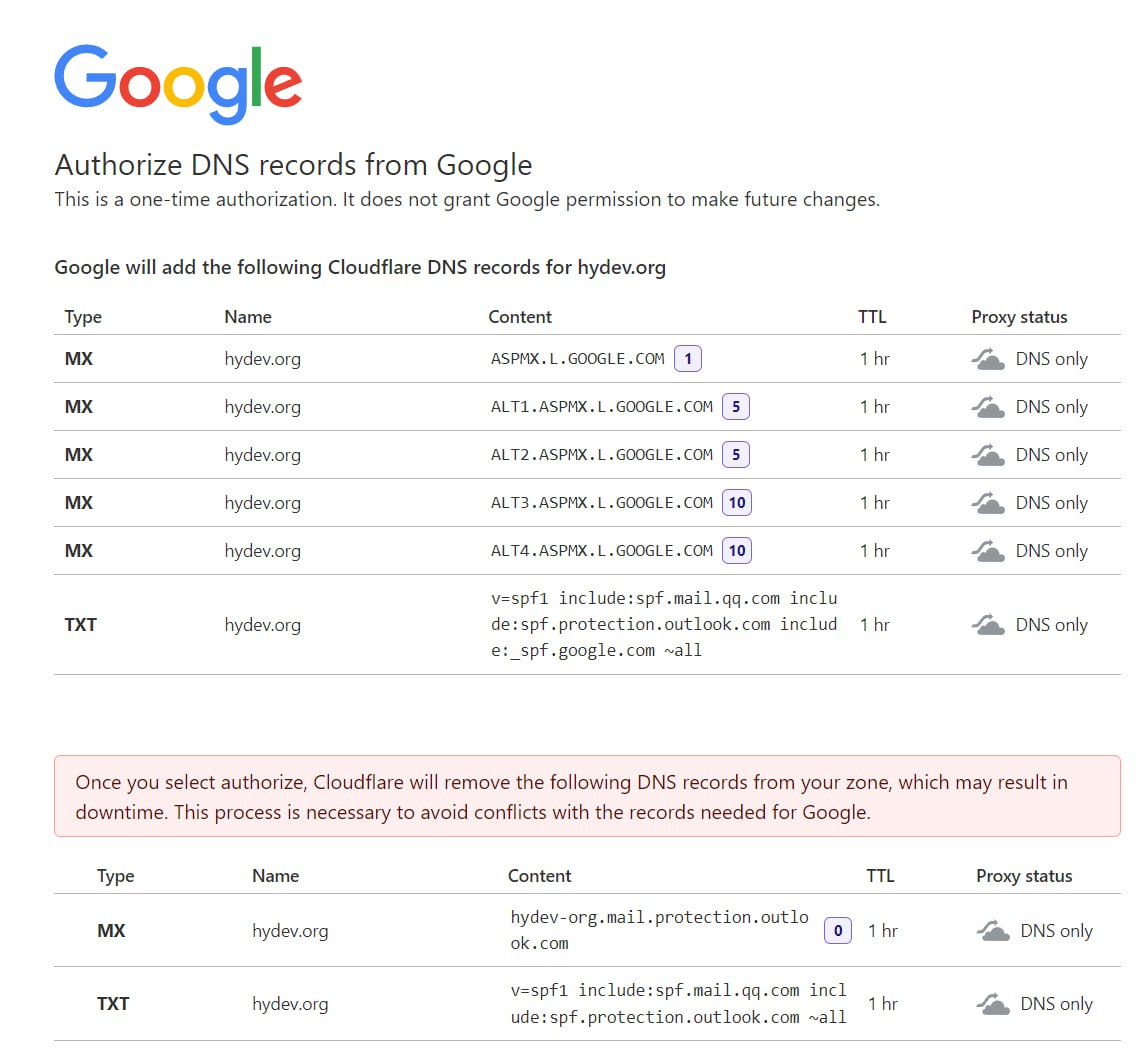 Google
Authorize DNS records from Google
This is a one-time authorization. It does not grant Google permission to make future changes.
Google will add the following Cloudflare DNS records for hydev.org
Type Name Content TTL Proxy status
MX hydev.org ASPMX.L.GOOGLE.COM 1 1 hr DNS only
MX hydev.org ALT1.ASPMX.L.GOOGLE.COM 5 1 hr DNS only
MX hydev.org ALT2.ASPMX.L.GOOGLE.COM 5 1 hr DNS only
MX hydev.org ALT3.ASPMX.L.GOOGLE.COM 10 1 hr DNS only
MX hydev.org ALT4.ASPMX.L.GOOGLE.COM 10 1 hr DNS only
v=spf1 include:spf.mail.qq.com inclu
TXT hydev.org de:spf.protection.outlook.com includ 1 hr DNS only
e:_spf.google.com ~all
Once you select authorize, Cloudflare will remove the following DNS records from your zone, which may result in
downtime. This process is necessary to avoid conflicts with the records needed for Google.
Type Name Content TTL Proxy status
MX hydev.org hydev-org.mail.protection.outlo 0 1 hr DNS only
ok.com
TXT hydev.org v=spf1 include:spf.mail.qq.com incl 1 hr DNS only
ude:spf.protection.outlook.com ~all